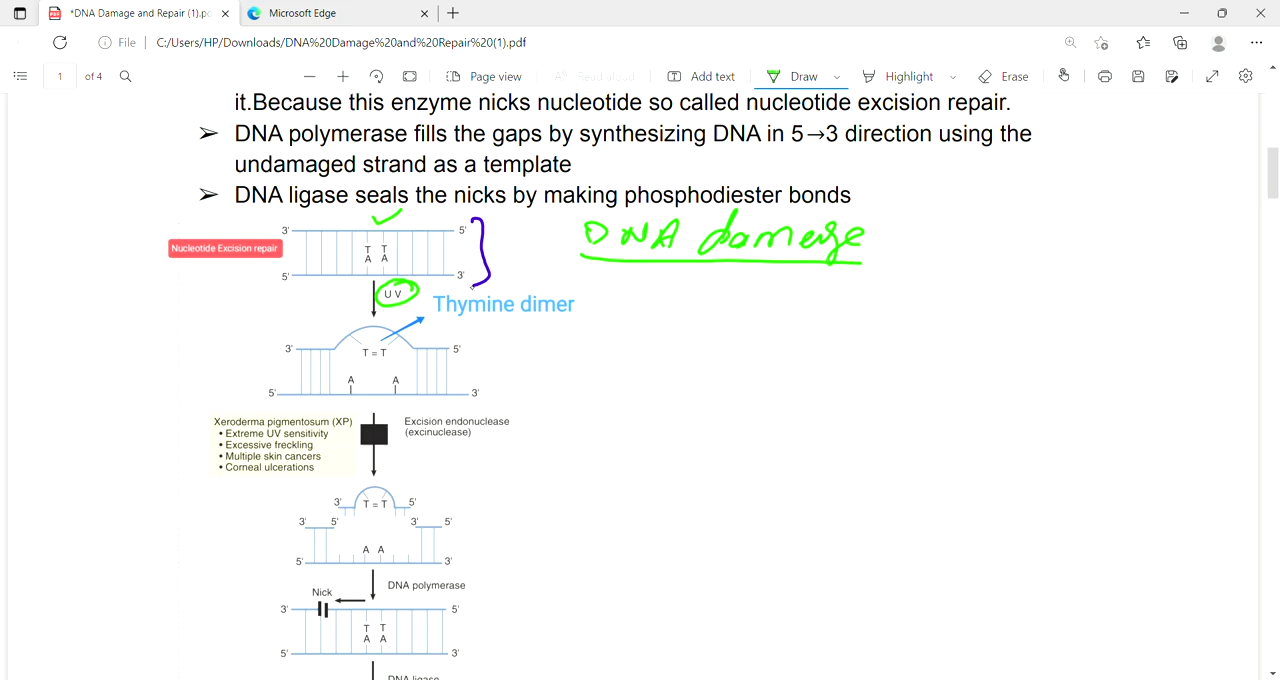 *DNA Damage and Repair (1).pd
Microsoft Edge
File
C:/Users/HP/Downloads/DNA%20Damage%20and%20Repair%20(1).pdf
1 of 4
Page view
Read aloud
Add text
Draw
Highlight
Erase
it.Because this enzyme nicks nucleotide so called nucleotide excision repair.
➢ DNA polymerase fills the gaps by synthesizing DNA in 5→3 direction using the
undamaged strand as a template
➢ DNA ligase seals the nicks by making phosphodiester bonds
DNA damage
3' 5'
Nucleotide Excision repair
T T
A A
5' 3'
UV
Thymine dimer
3' T = T 5'
A A
5' 3'
Xeroderma pigmentosum (XP)
• Extreme UV sensitivity
• Excessive freckling
• Multiple skin cancers
• Corneal ulcerations
Excision endonuclease
(excinuclease)
3' T = T 5'
3' 5' 3' 5'
A A
5' 3'
DNA polymerase
Nick
3' 5'
T T
A A
5' 3'
DNA ligase